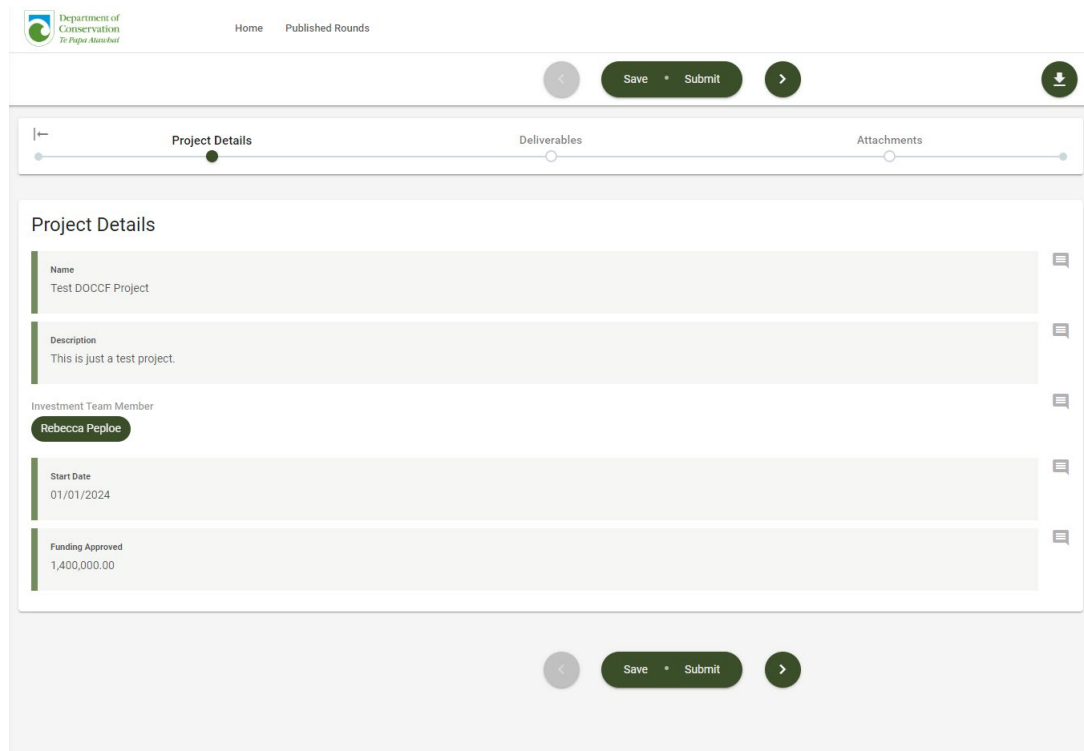 Department of
Conservation
Te Papa Atawhai
Home Published Rounds
Save • Submit
Project Details Deliverables Attachments
Project Details
Name
Test DOCCF Project
Description
This is just a test project.
Investment Team Member
Rebecca Peploe
Start Date
01/01/2024
Funding Approved
1,400,000.00
Save • Submit